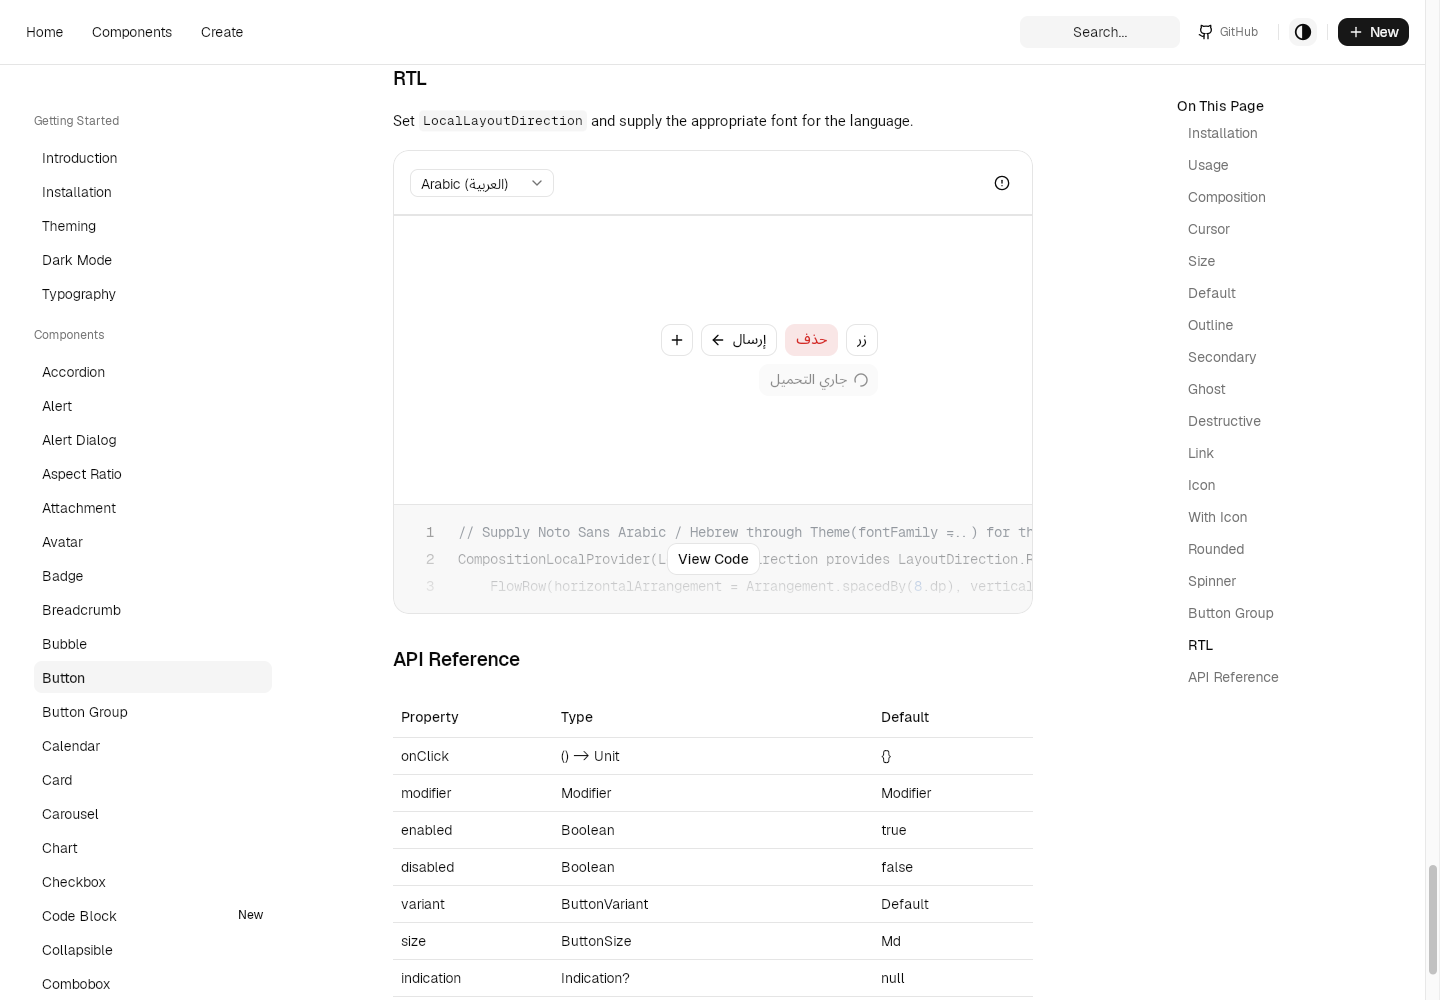 Home Components Create Search... GitHub New
Getting Started
Introduction
Installation
Theming
Dark Mode
Typography
Components
Accordion
Alert
Alert Dialog
Aspect Ratio
Attachment
Avatar
Badge
Breadcrumb
Bubble
Button
Button Group
Calendar
Card
Carousel
Chart
Checkbox
Code Block New
Collapsible
Combobox
RTL
Set LocalLayoutDirection and supply the appropriate font for the language.
Arabic (العربية)
زر حذف إرسال
جاري التحميل
1 // Supply Noto Sans Arabic / Hebrew through Theme(fontFamily = ..) for th
2 CompositionLocalProvider(L rection provides LayoutDirection.R
View Code
3 FlowRow(horizontalArrangement = Arrangement.spacedBy(8.dp), vertical
API Reference
Property Type Default
onClick () -> Unit {}
modifier Modifier Modifier
enabled Boolean true
disabled Boolean false
variant ButtonVariant Default
size ButtonSize Md
indication Indication? null
On This Page
Installation
Usage
Composition
Cursor
Size
Default
Outline
Secondary
Ghost
Destructive
Link
Icon
With Icon
Rounded
Spinner
Button Group
RTL
API Reference